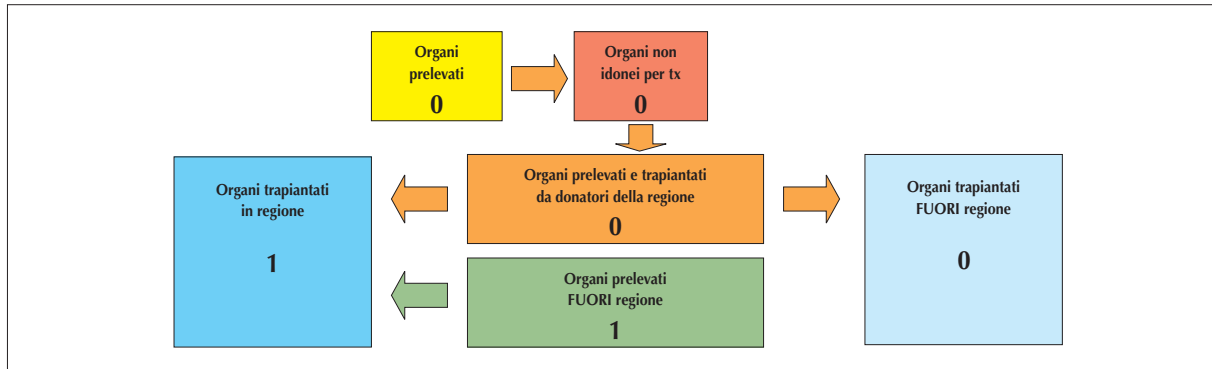 Organi
prelevati
0
Organi non
idonei per tx
0
Organi trapiantati
in regione
1
Organi prelevati e trapiantati
da donatori della regione
0
Organi trapiantati
FUORI regione
0
Organi prelevati
FUORI regione
1